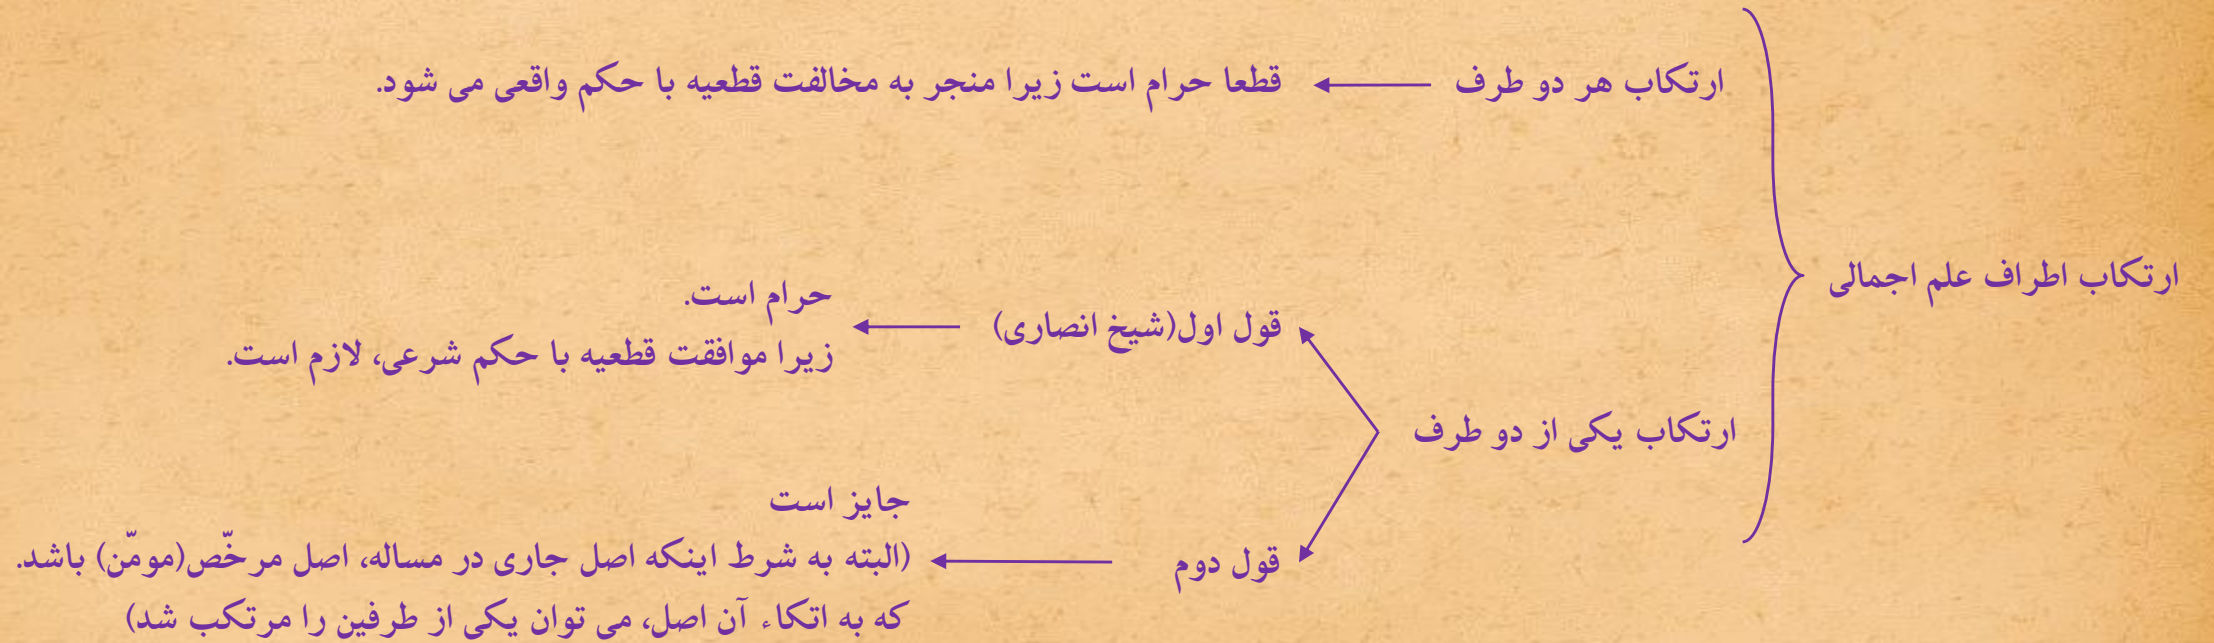 ارتکاب اطراف علم اجمالی
ارتکاب هر دو طرف
قطعا حرام است زیرا منجر به مخالفت قطعیه با حکم واقعی می شود.
ارتکاب یکی از دو طرف
قول اول(شیخ انصاری)
حرام است.
زیرا موافقت قطعیه با حکم شرعی، لازم است.
قول دوم
جایز است
(البته به شرط اینکه اصل جاری در مساله، اصل مرخّص(مومّن) باشد.
که به اتکاء آن اصل، می توان یکی از طرفین را مرتکب شد)